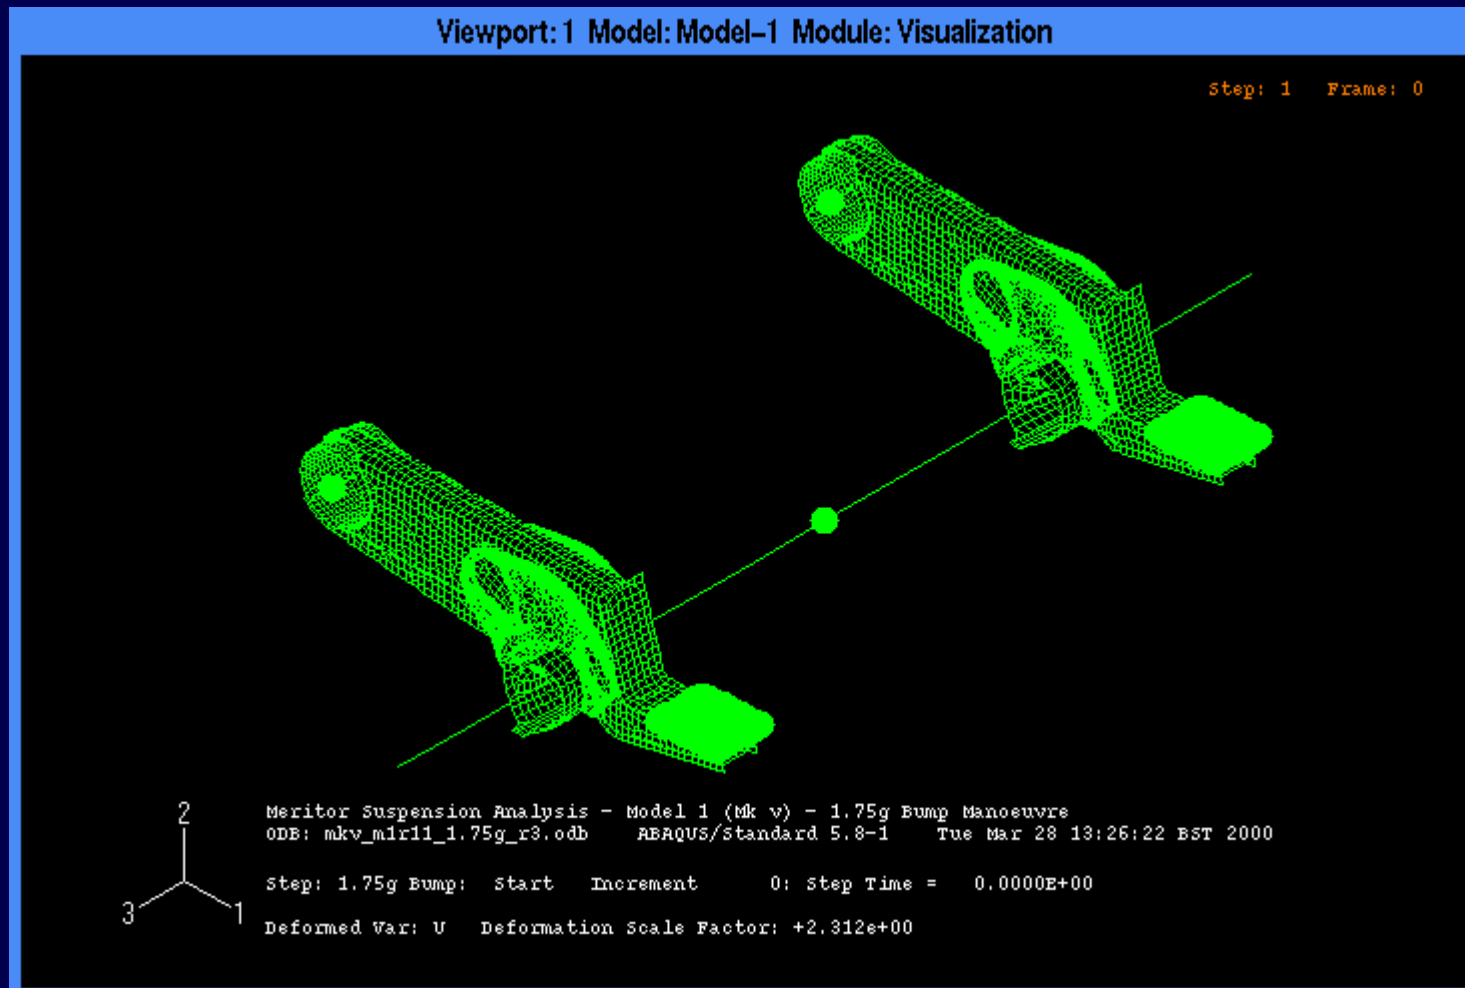 Viewport: 1 Model: Model-1 Module: Visualization
Step: 1 Frame: 0
2
3
1
Meritor Suspension Analysis - Model 1 (Mk v) - 1.75g Bump Manoeuvre
ODB: mkv_m1r11_1.75g_r3.odb ABAQUS/Standard 5.8-1 Tue Mar 28 13:26:22 BST 2000
Step: 1.75g Bump: Start Increment 0: Step Time = 0.0000E+00
Deformed Var: U Deformation Scale Factor: +2.312e+00